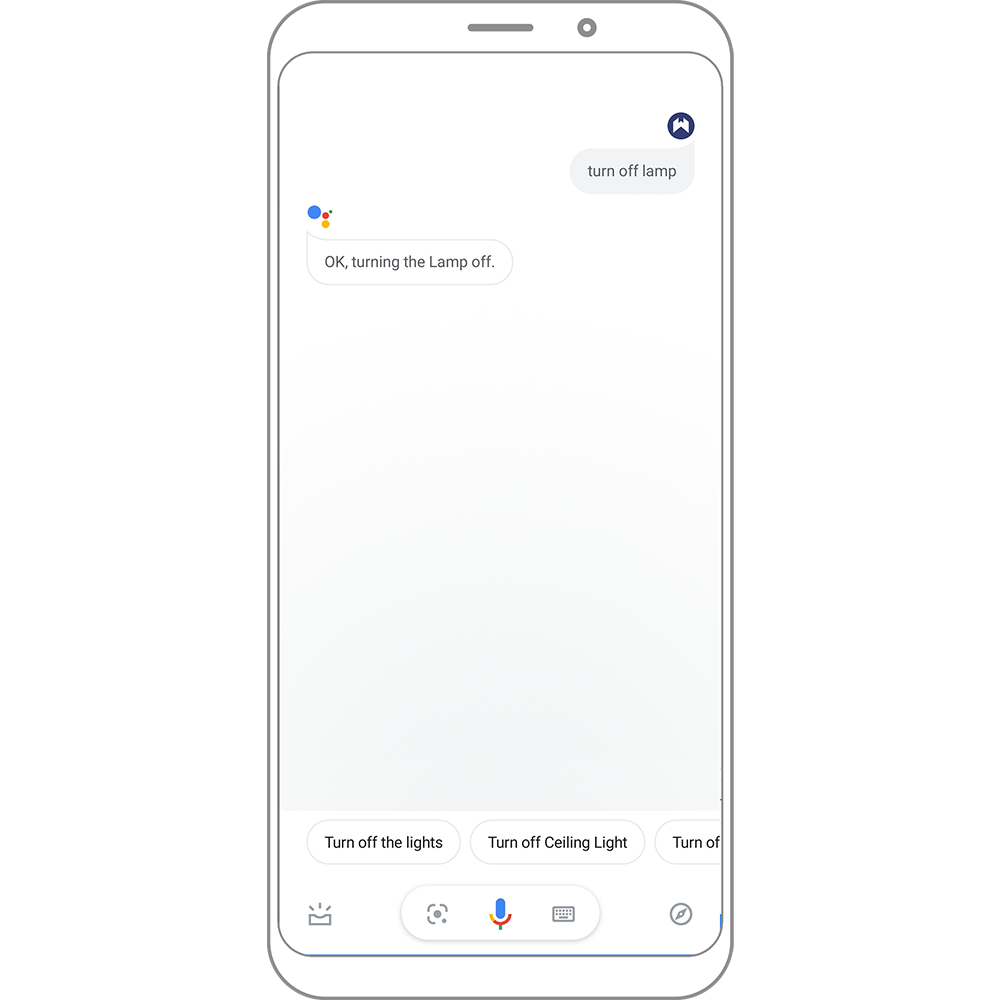 turn off lamp
OK, turning the Lamp off.
Turn off the lights
Turn off Ceiling Light
Turn of